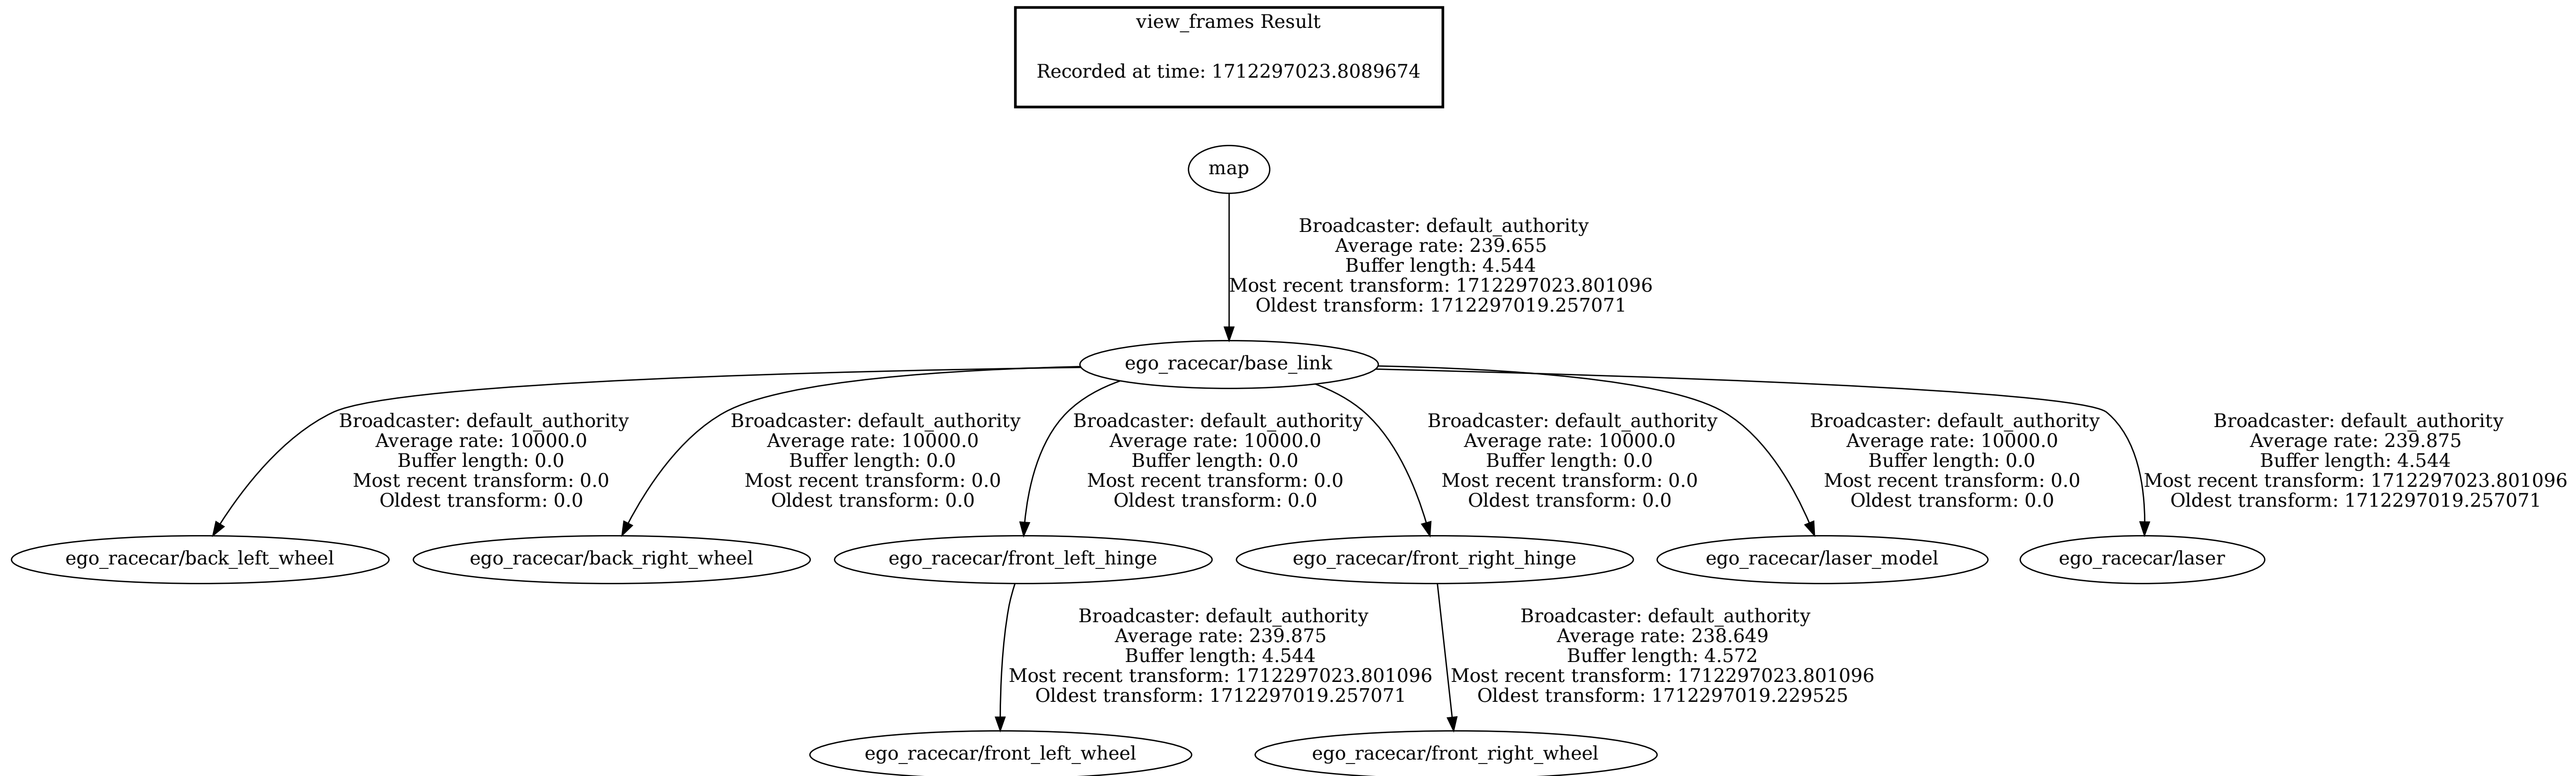 view_frames Result
Recorded at time: 1712297023.8089674
map
Broadcaster: default_authority
Average rate: 239.655
Buffer length: 4.544
Most recent transform: 1712297023.801096
Oldest transform: 1712297019.257071
ego_racecar/base_link
Broadcaster: default_authority
Average rate: 10000.0
Buffer length: 0.0
Most recent transform: 0.0
Oldest transform: 0.0
Broadcaster: default_authority
Average rate: 10000.0
Buffer length: 0.0
Most recent transform: 0.0
Oldest transform: 0.0
Broadcaster: default_authority
Average rate: 10000.0
Buffer length: 0.0
Most recent transform: 0.0
Oldest transform: 0.0
Broadcaster: default_authority
Average rate: 10000.0
Buffer length: 0.0
Most recent transform: 0.0
Oldest transform: 0.0
Broadcaster: default_authority
Average rate: 10000.0
Buffer length: 0.0
Most recent transform: 0.0
Oldest transform: 0.0
Broadcaster: default_authority
Average rate: 239.875
Buffer length: 4.544
Most recent transform: 1712297023.801096
Oldest transform: 1712297019.257071
ego_racecar/back_left_wheel
ego_racecar/back_right_wheel
ego_racecar/front_left_hinge
ego_racecar/front_right_hinge
ego_racecar/laser_model
ego_racecar/laser
Broadcaster: default_authority
Average rate: 239.875
Buffer length: 4.544
Most recent transform: 1712297023.801096
Oldest transform: 1712297019.257071
Broadcaster: default_authority
Average rate: 238.649
Buffer length: 4.572
Most recent transform: 1712297023.801096
Oldest transform: 1712297019.229525
ego_racecar/front_left_wheel
ego_racecar/front_right_wheel